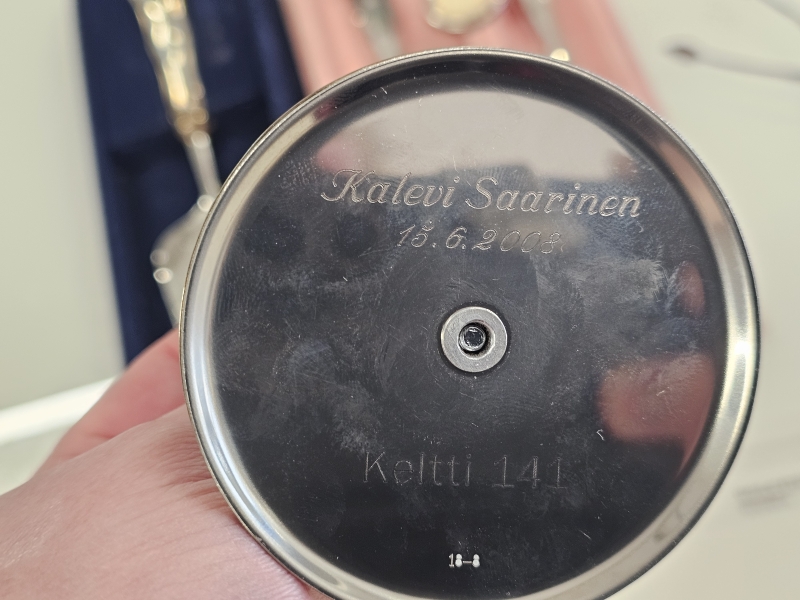 Kalevi Saarinen
15.6.2008
Keltti 141
18-8